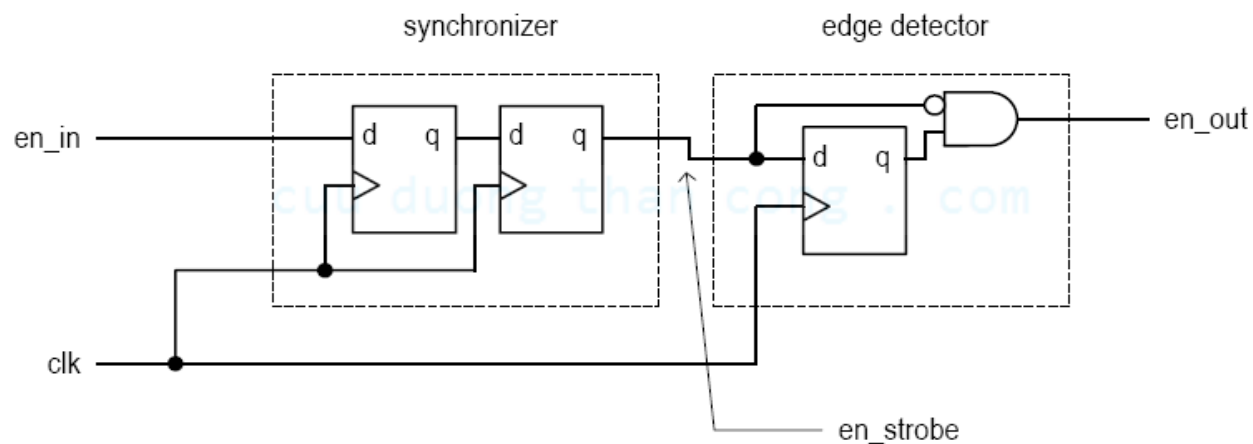 synchronizer
edge detector
en_in
d
q
d
q
d
q
en_out
cuu duong than cong . com
clk
en_strobe